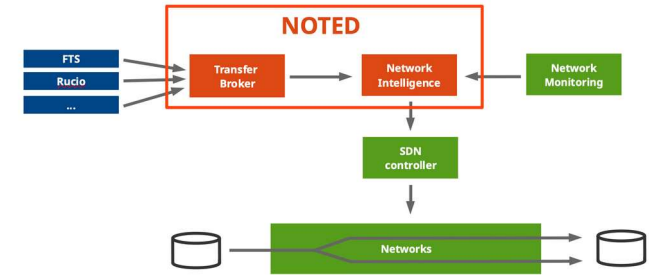 NOTED
FTS
Rucio
...
Transfer
Broker
Network
Intelligence
Network
Monitoring
SDN
controller
Networks